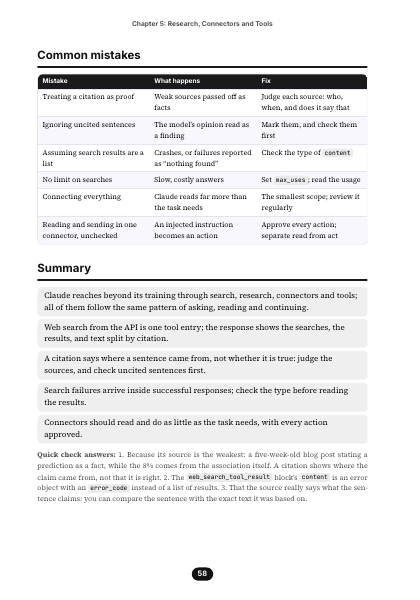 Chapter 5: Research, Connectors and Tools
Common mistakes
Mistake What happens Fix
Treating a citation as proof Weak sources passed off as facts Judge each source: who, when, and does it say that
Ignoring uncited sentences The model's opinion read as a finding Mark them, and check them first
Assuming search results are a list Crashes, or failures reported as “nothing found” Check the type of content
No limit on searches Slow, costly answers Set max_uses; read the usage
Connecting everything Claude reads far more than the task needs The smallest scope; review it regularly
Reading and sending in one connector, unchecked An injected instruction becomes an action Approve every action; separate read from act
Summary
Claude reaches beyond its training through search, research, connectors and tools;
all of them follow the same pattern of asking, reading and continuing.
Web search from the API is one tool entry; the response shows the searches, the
results, and text split by citation.
A citation says where a sentence came from, not whether it is true: judge the
sources, and check uncited sentences first.
Search failures arrive inside successful responses; check the type before reading
the results.
Connectors should read and do as little as the task needs, with every action
approved.
Quick check answers: 1. Because its source is the weakest: a five-week-old blog post stating a
prediction as a fact, while the 8% comes from the association itself. A citation shows where the
claim came from, not that it is right. 2. The web_search_tool_result block's content is an error
object with an error_code instead of a list of results. 3. That the source really says what the sen-
tence claims: you can compare the sentence with the exact text it was based on.
58